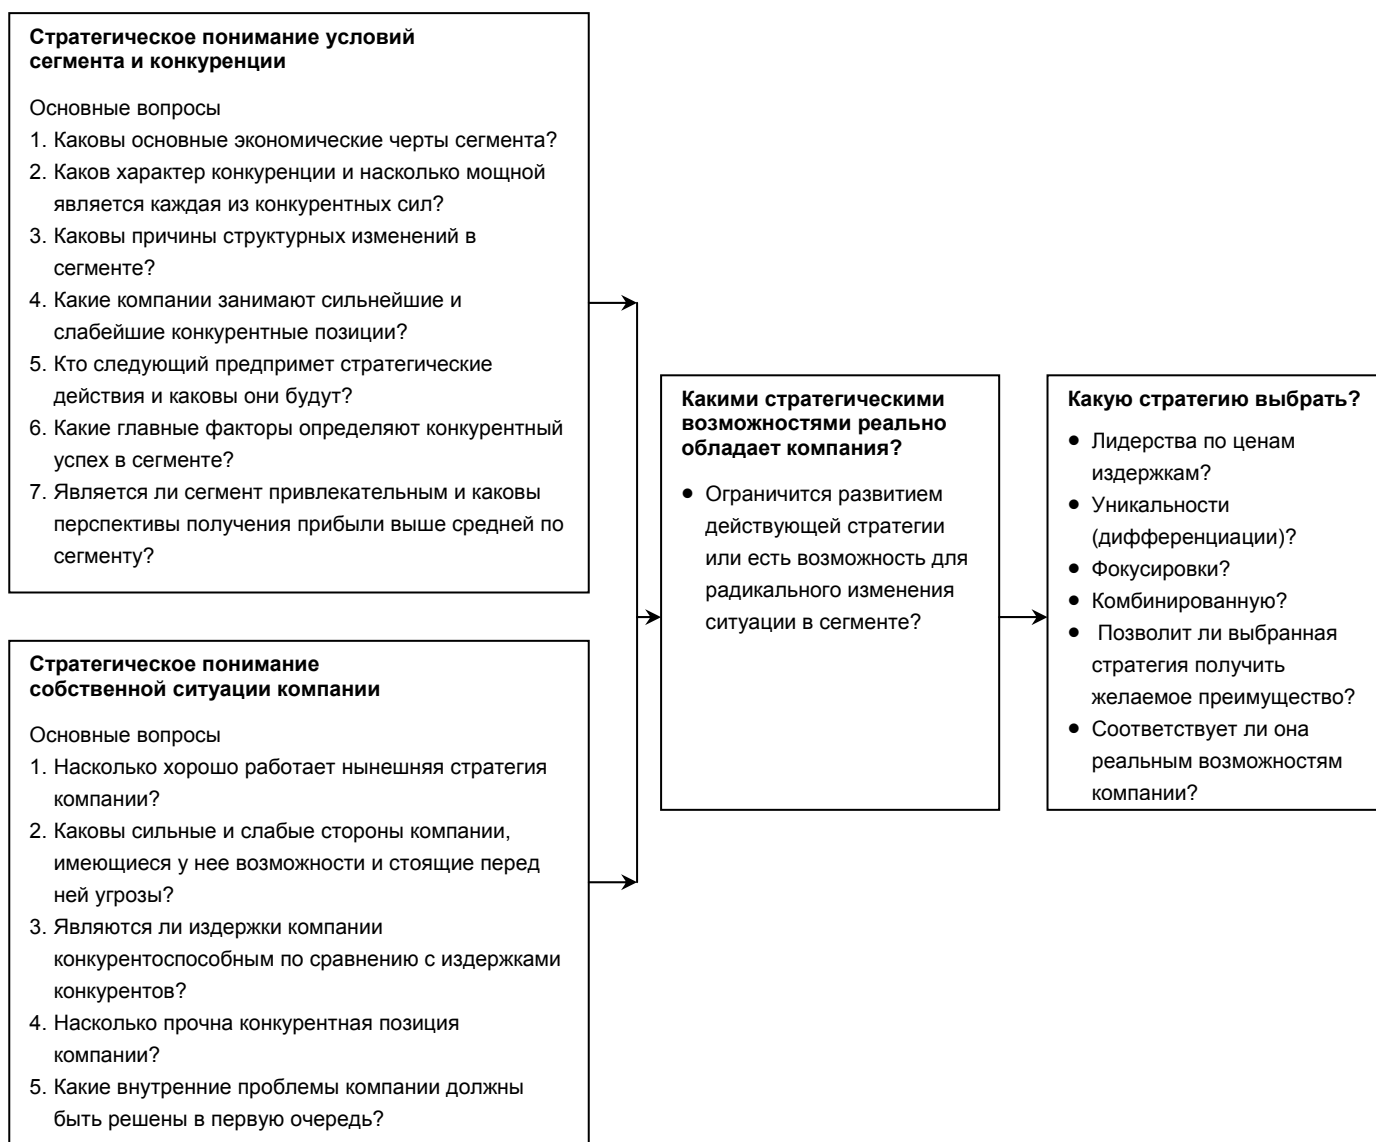 Стратегическое понимание условий
сегмента и конкуренции
Основные вопросы
1. Каковы основные экономические черты сегмента?
2. Каков характер конкуренции и насколько мощной
является каждая из конкурентных сил?
3. Каковы причины структурных изменений в
сегменте?
4. Какие компании занимают сильнейшие и
слабейшие конкурентные позиции?
5. Кто следующий предпримет стратегические
действия и каковы они будут?
6. Какие главные факторы определяют конкурентный
успех в сегменте?
7. Является ли сегмент привлекательным и каковы
перспективы получения прибыли выше средней по
сегменту?
Стратегическое понимание
собственной ситуации компании
Основные вопросы
1. Насколько хорошо работает нынешняя стратегия
компании?
2. Каковы сильные и слабые стороны компании,
имеющиеся у нее возможности и стоящие перед
ней угрозы?
3. Являются ли издержки компании
конкурентоспособным по сравнению с издержками
конкурентов?
4. Насколько прочна конкурентная позиция
компании?
5. Какие внутренние проблемы компании должны
быть решены в первую очередь?
Какими стратегическими
возможностями реально
обладает компания?
• Ограничится развитием
действующей стратегии
или есть возможность для
радикального изменения
ситуации в сегменте?
Какую стратегию выбрать?
• Лидерства по ценам
издержкам?
• Уникальности
(дифференциации)?
• Фокусировки?
• Комбинированную?
• Позволит ли выбранная
стратегия получить
желаемое преимущество?
• Соответствует ли она
реальным возможностям
компании?